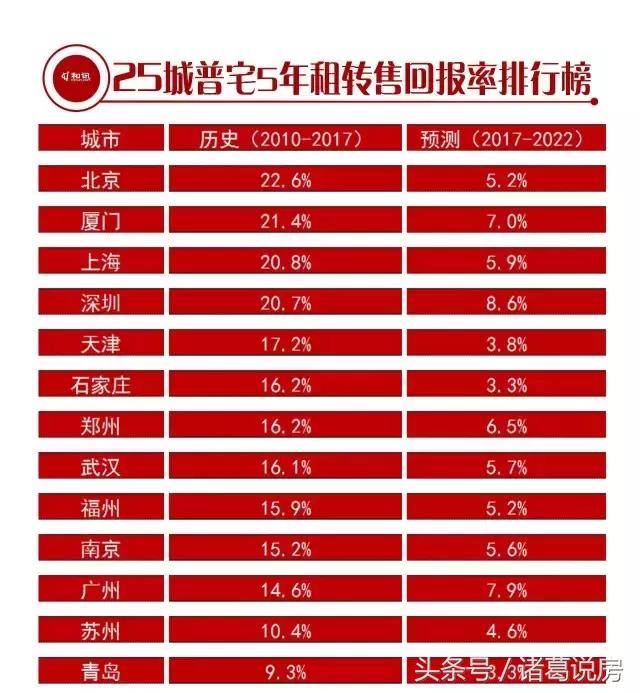 和讯
25城普宅5年租转售回报率排行榜
城市 历史（2010-2017） 预测（2017-2022）
北京 22.6% 5.2%
厦门 21.4% 7.0%
上海 20.8% 5.9%
深圳 20.7% 8.6%
天津 17.2% 3.8%
石家庄 16.2% 3.3%
郑州 16.2% 6.5%
武汉 16.1% 5.7%
福州 15.9% 5.2%
南京 15.2% 5.6%
广州 14.6% 7.9%
苏州 10.4% 4.6%
青岛 9.3% 3.3%
头条号/诸葛说房